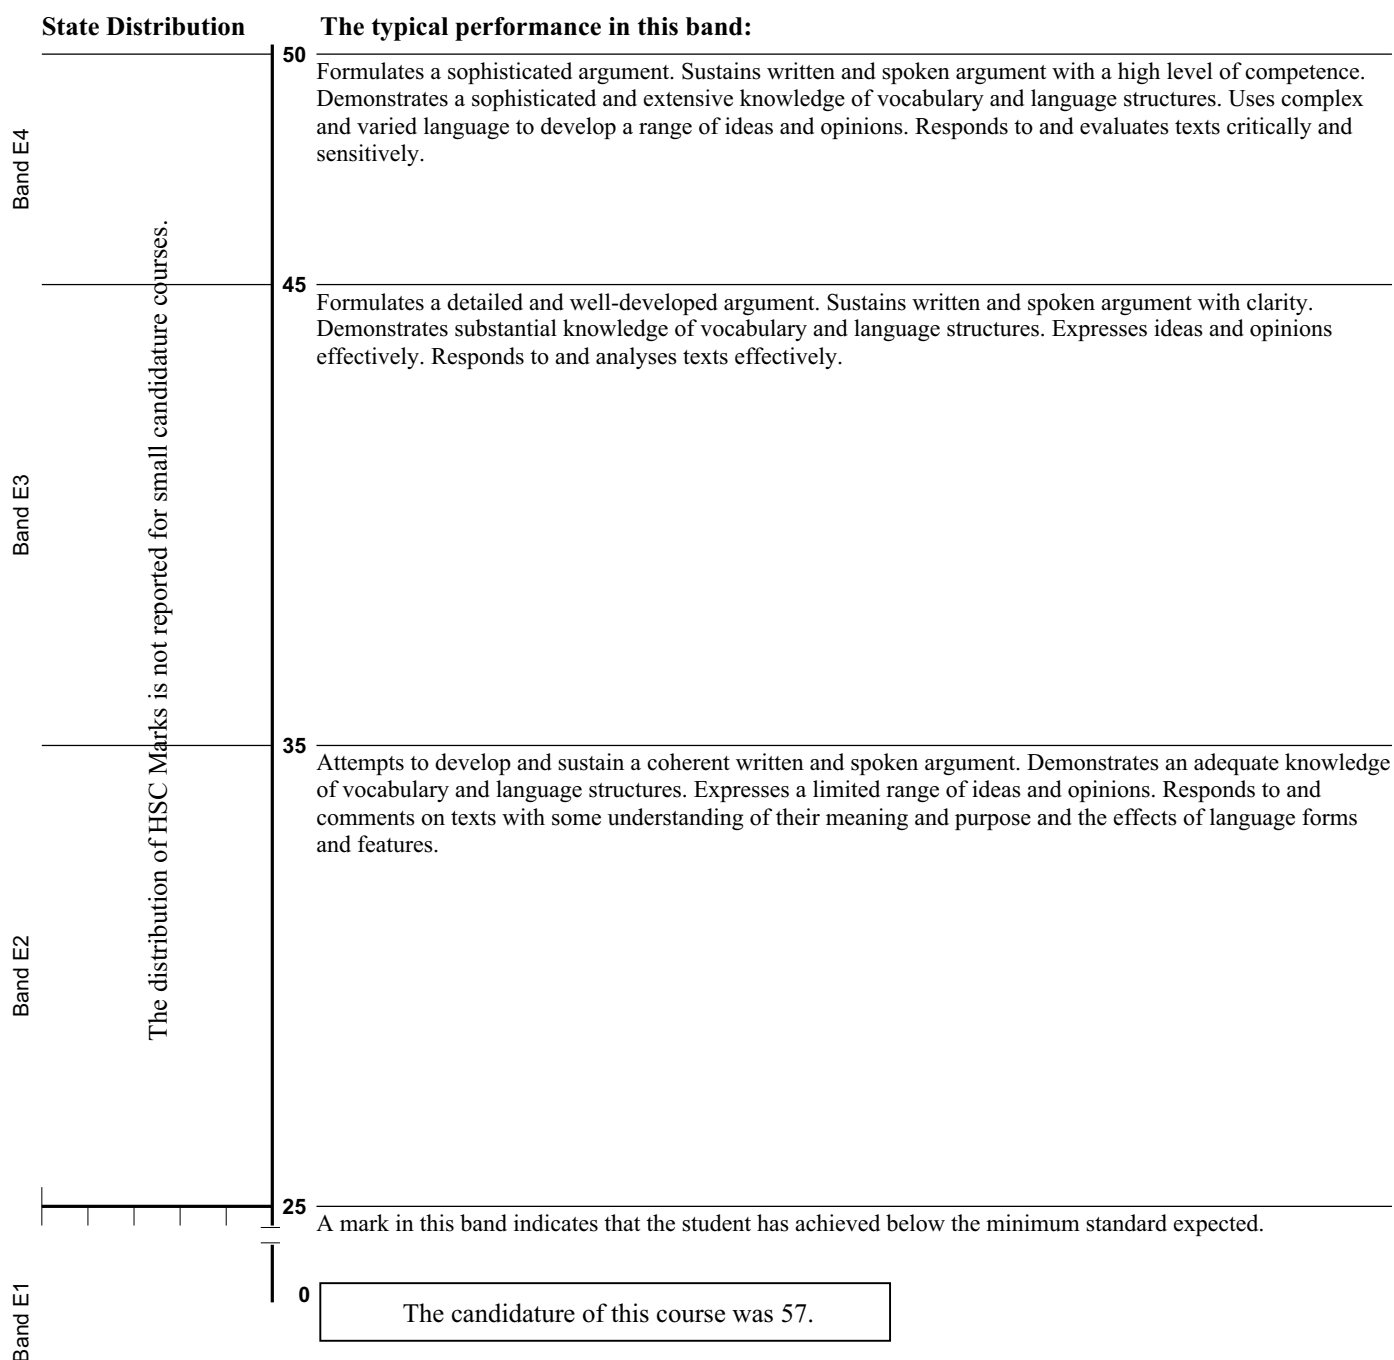 State Distribution
The typical performance in this band:
50
Formulates a sophisticated argument. Sustains written and spoken argument with a high level of competence.
Demonstrates a sophisticated and extensive knowledge of vocabulary and language structures. Uses complex
and varied language to develop a range of ideas and opinions. Responds to and evaluates texts critically and
sensitively.
Band E4
45
Formulates a detailed and well-developed argument. Sustains written and spoken argument with clarity.
Demonstrates substantial knowledge of vocabulary and language structures. Expresses ideas and opinions
effectively. Responds to and analyses texts effectively.
Band E3
The distribution of HSC Marks is not reported for small candidature courses.
35
Attempts to develop and sustain a coherent written and spoken argument. Demonstrates an adequate knowledge
of vocabulary and language structures. Expresses a limited range of ideas and opinions. Responds to and
comments on texts with some understanding of their meaning and purpose and the effects of language forms
and features.
Band E2
25
A mark in this band indicates that the student has achieved below the minimum standard expected.
Band E1
0
The candidature of this course was 57.